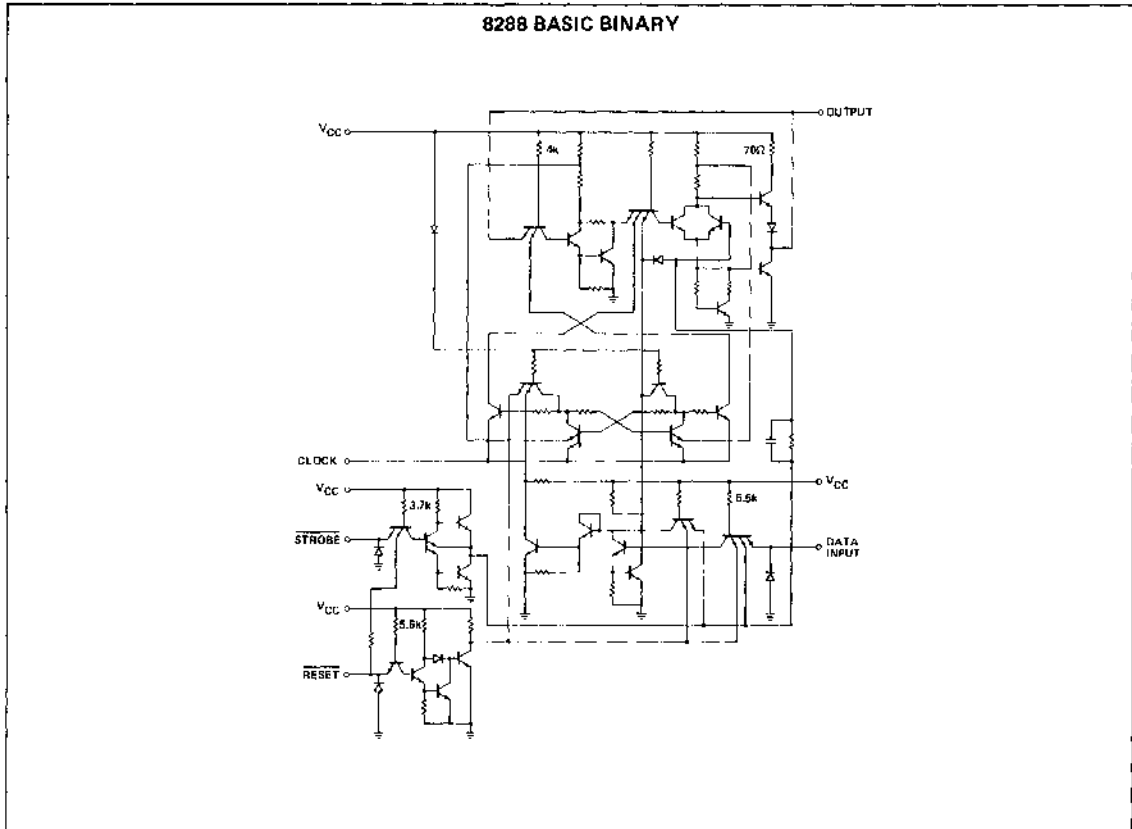 8288 BASIC BINARY
OUTPUT
VCC
4k
70Ω
CLOCK
VCC
VCC
3.7k
6.5k
STROBE
DATA
INPUT
VCC
5.6k
RESET